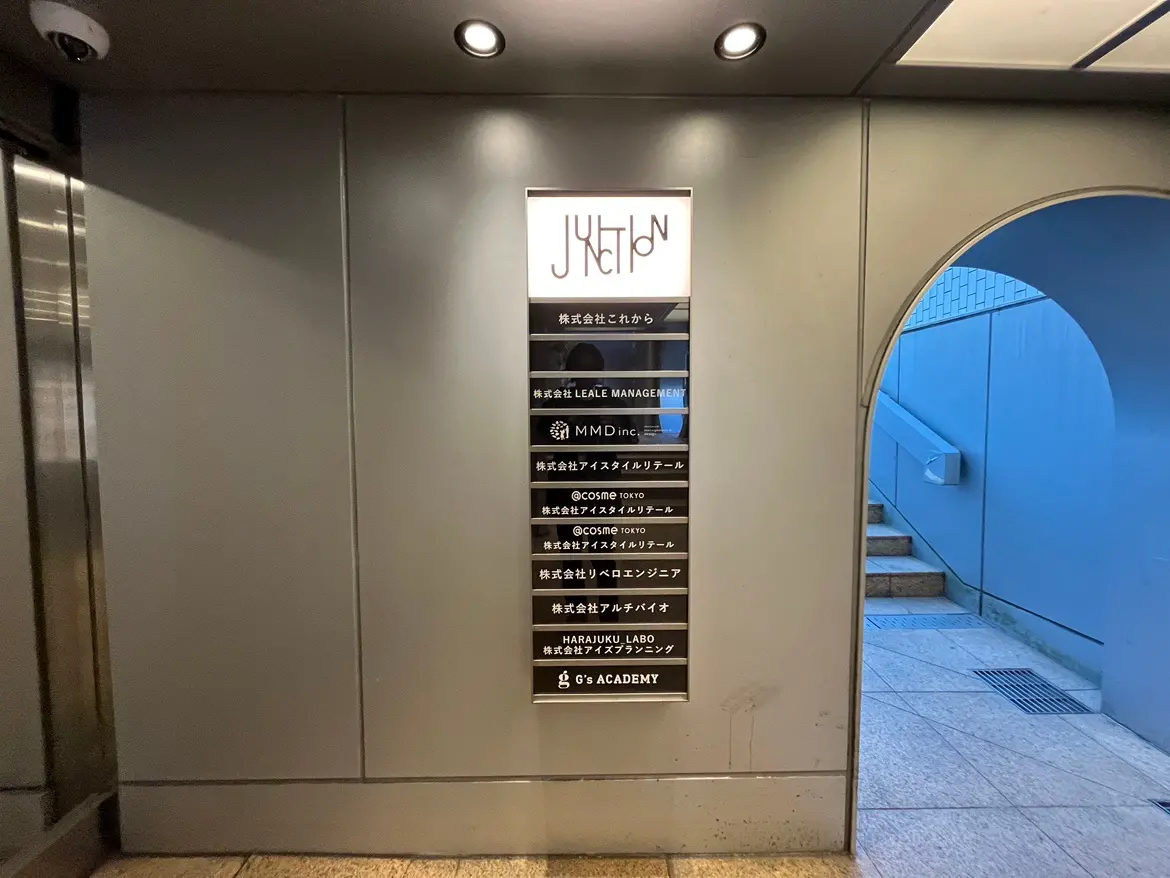 JUNCTION
株式会社これから
株式会社 LEALE MANAGEMENT
MMD inc.
株式会社アイスタイルリテール
@cosme TOKYO
株式会社アイスタイルリテール
@cosme TOKYO
株式会社アイスタイルリテール
株式会社リベロエンジニア
株式会社アルチバイオ
HARAJUKU_LABO
株式会社アイズプランニング
g G's ACADEMY